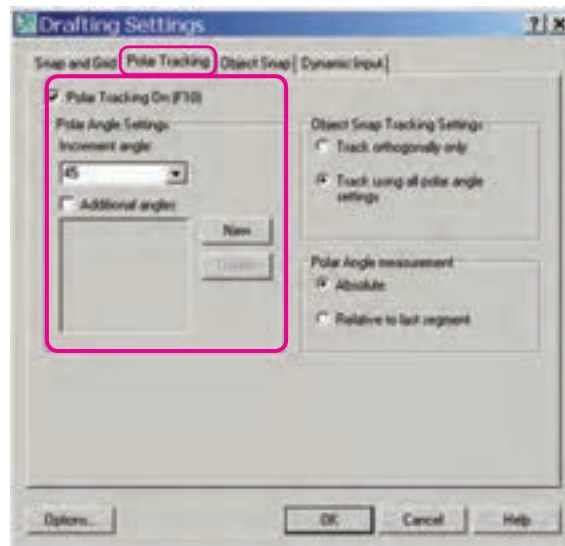 Drafting Settings
Snap and Grid Polar Tracking Object Snap Dynamic Input
Polar Tracking On (F10)
Polar Angle Settings
Increment angle:
45
Additional angles
New
Delete
Object Snap Tracking Settings
Track orthogonally only
Track using all polar angle
settings
Polar Angle measurement
Absolute
Relative to last segment
Options...
OK
Cancel
Help